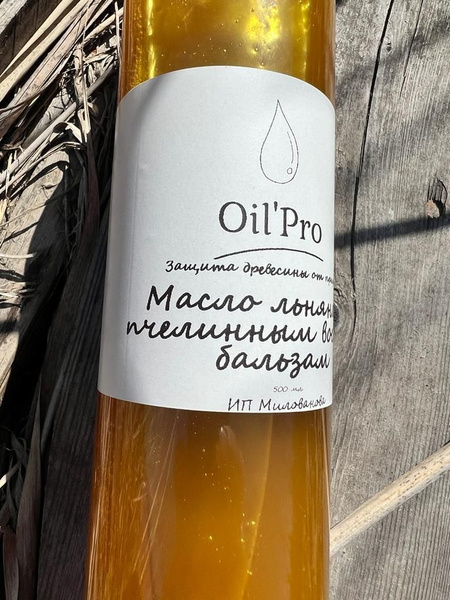 Oil'Pro
Защита древесины от
Масло
пчелинным
бальзам
500 мл
ИП Милованова